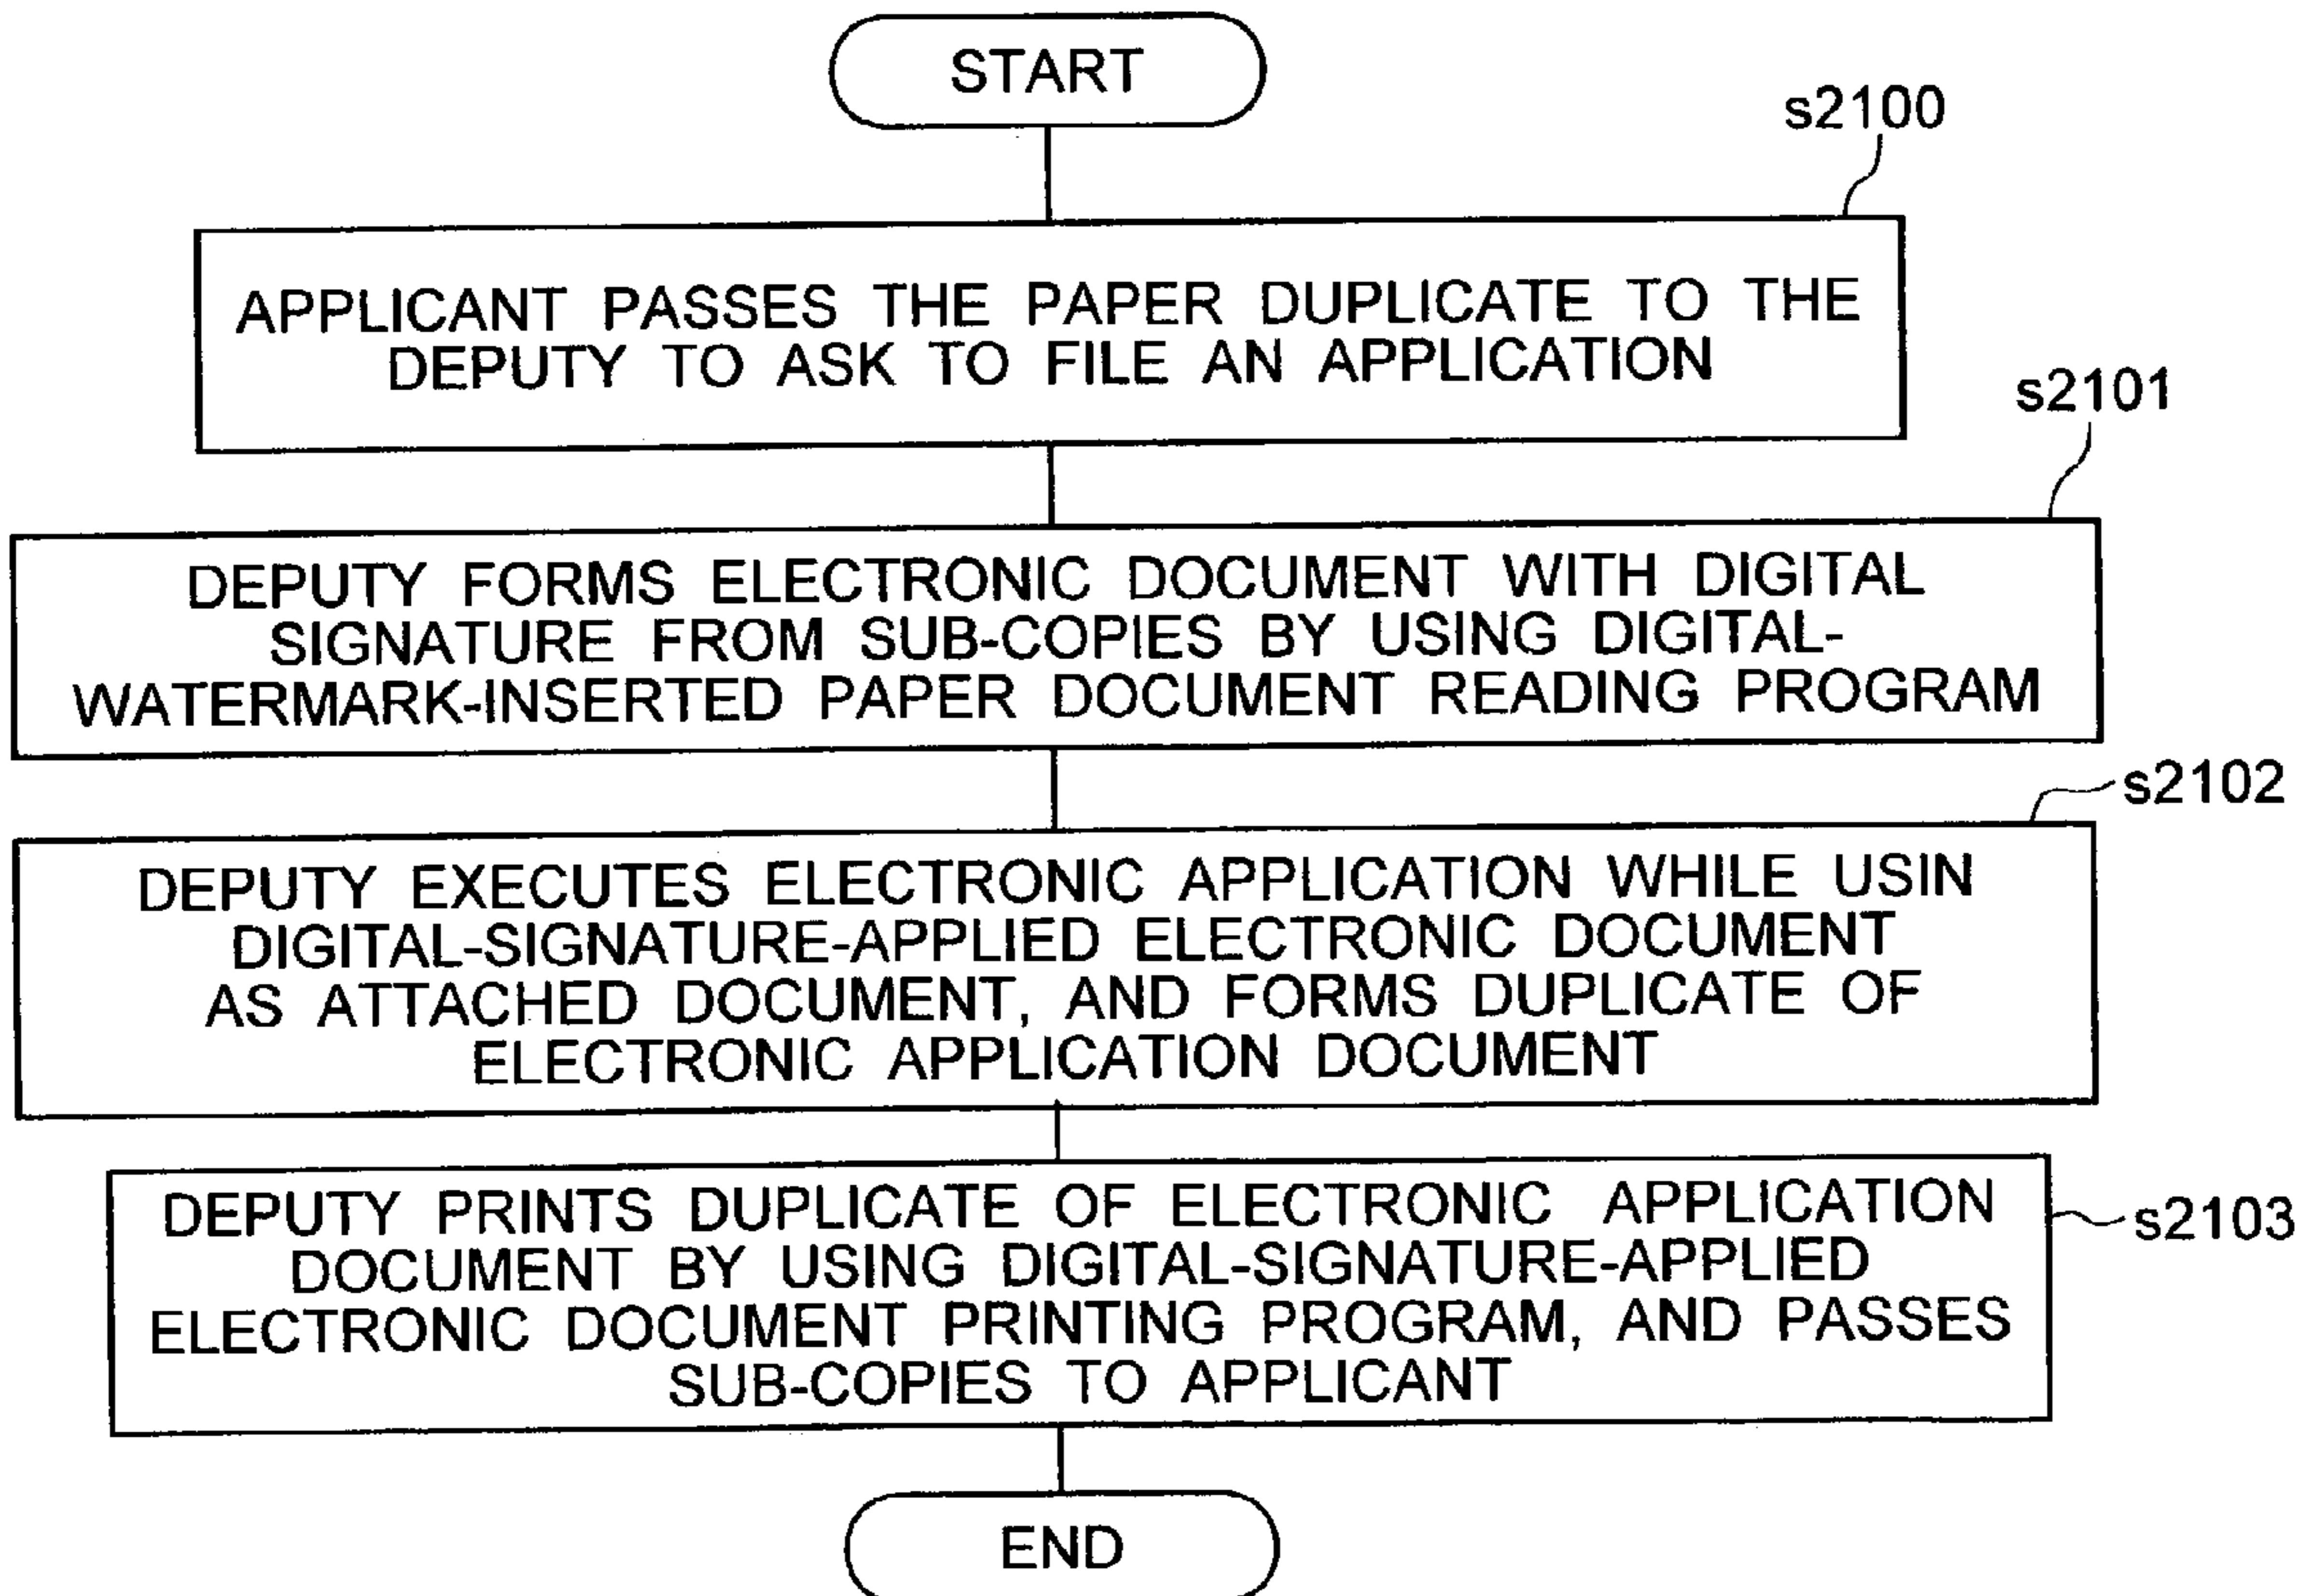 START
s2100
APPLICANT PASSES THE PAPER DUPLICATE TO THE
DEPUTY TO ASK TO FILE AN APPLICATION
s2101
DEPUTY FORMS ELECTRONIC DOCUMENT WITH DIGITAL
SIGNATURE FROM SUB-COPIES BY USING DIGITAL-
WATERMARK-INSERTED PAPER DOCUMENT READING PROGRAM
s2102
DEPUTY EXECUTES ELECTRONIC APPLICATION WHILE USIN
DIGITAL-SIGNATURE-APPLIED ELECTRONIC DOCUMENT
AS ATTACHED DOCUMENT, AND FORMS DUPLICATE OF
ELECTRONIC APPLICATION DOCUMENT
DEPUTY PRINTS DUPLICATE OF ELECTRONIC APPLICATION
s2103
DOCUMENT BY USING DIGITAL-SIGNATURE-APPLIED
ELECTRONIC DOCUMENT PRINTING PROGRAM, AND PASSES
SUB-COPIES TO APPLICANT
END